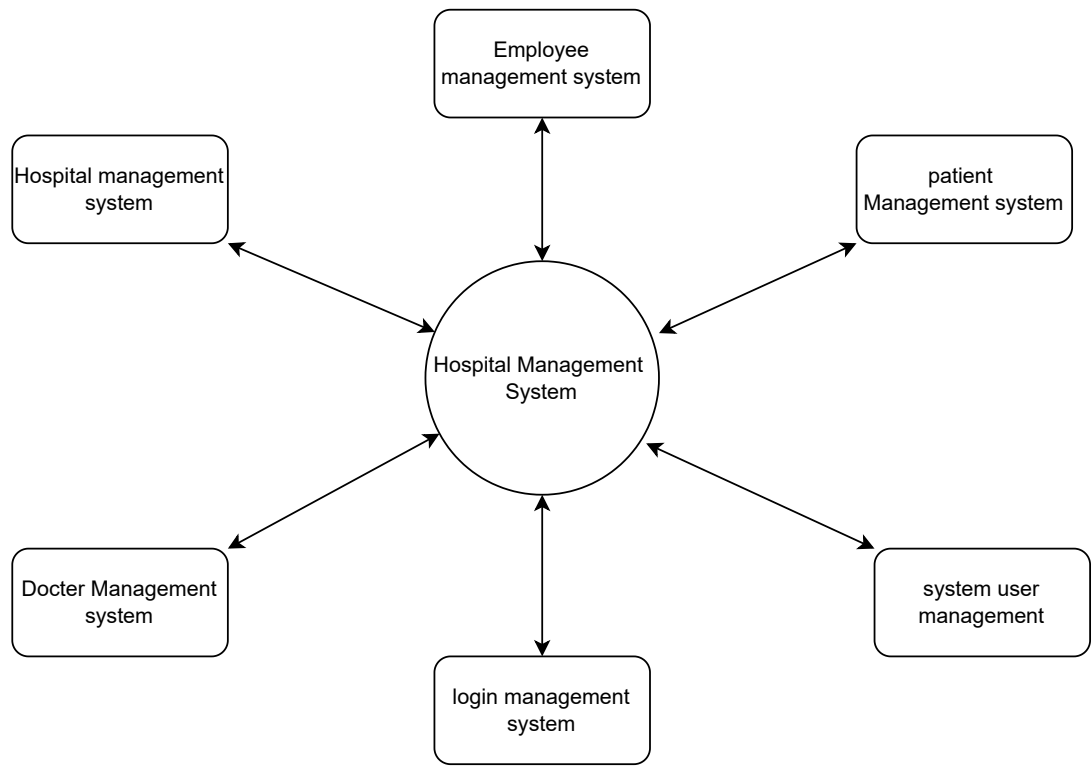 Employee
management system
Hospital management
system
patient
Management system
Hospital Management
System
Docter Management
system
system user
management
login management
system